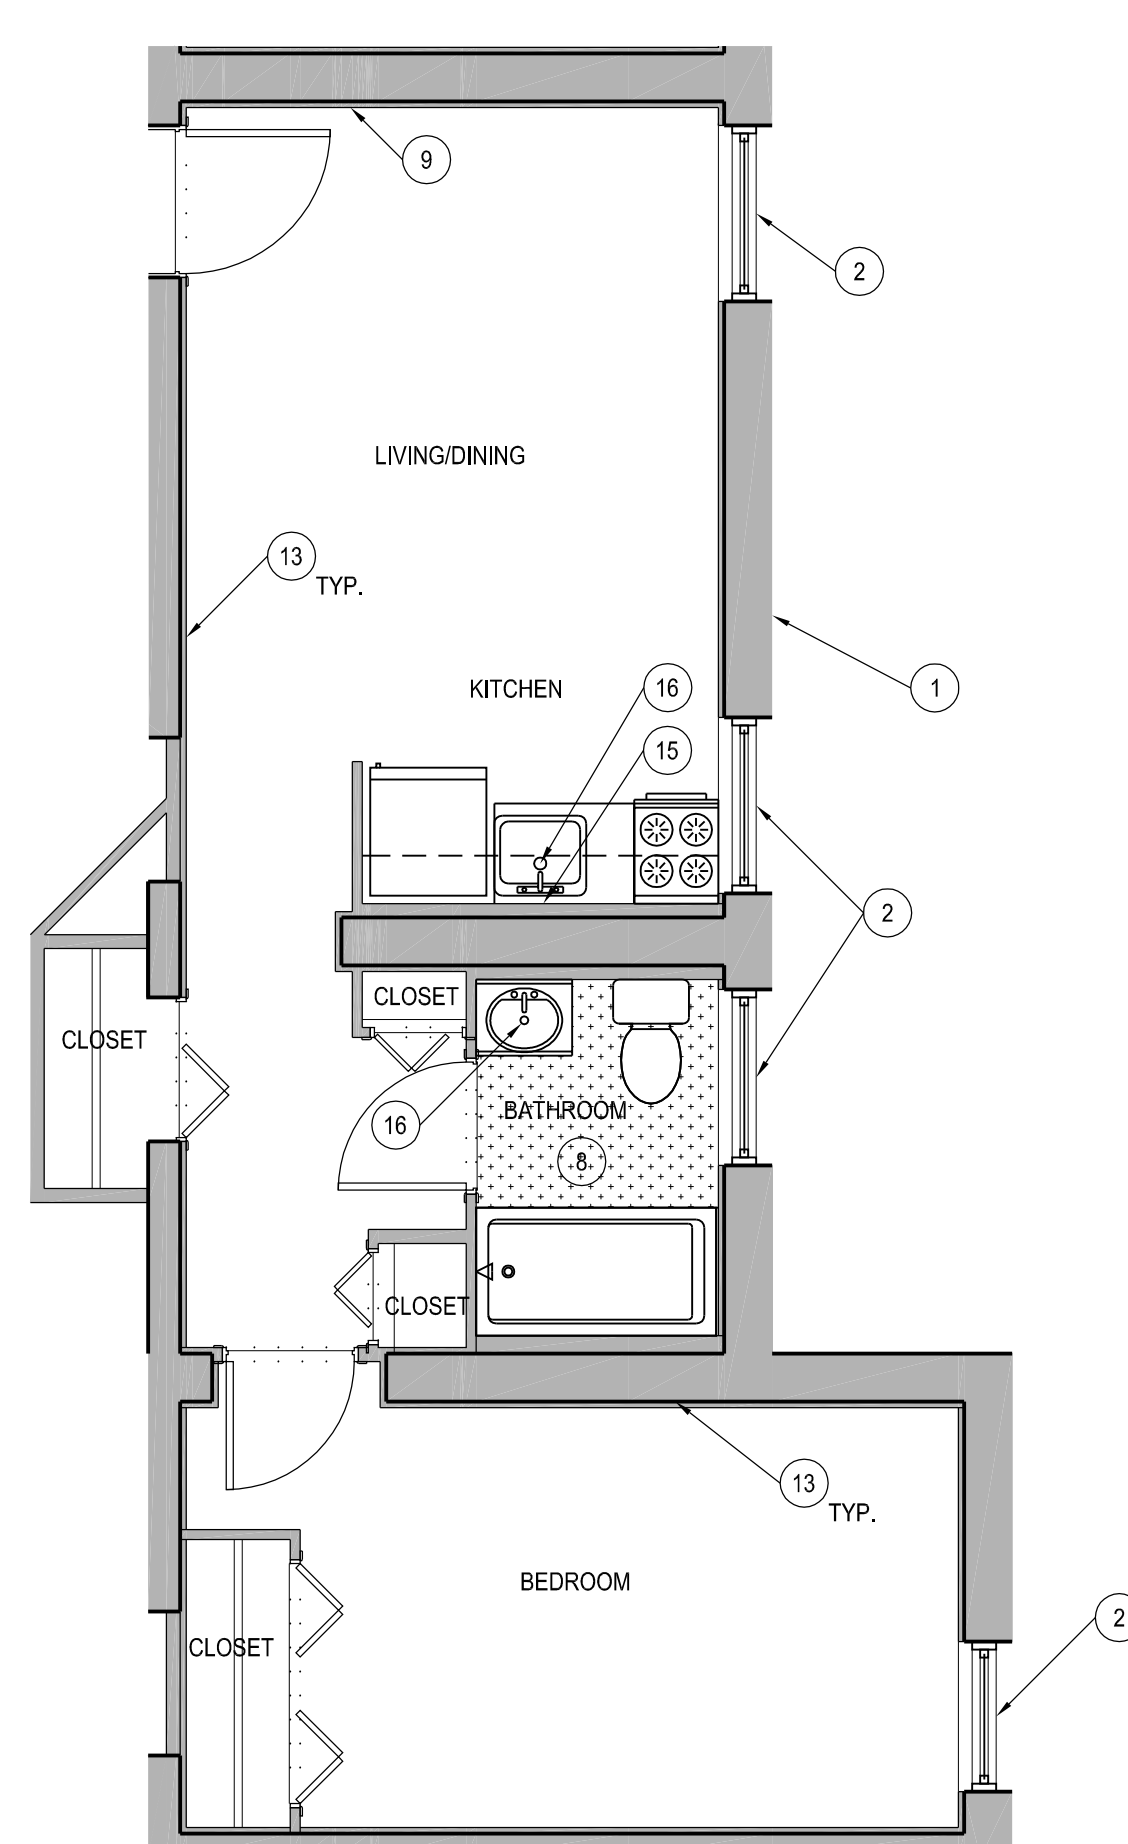 9
2
LIVING/DINING
13
TYP.
KITCHEN
16
1
15
2
CLOSET
CLOSET
16
BATHROOM
8
CLOSET
13
TYP.
BEDROOM
2
CLOSET